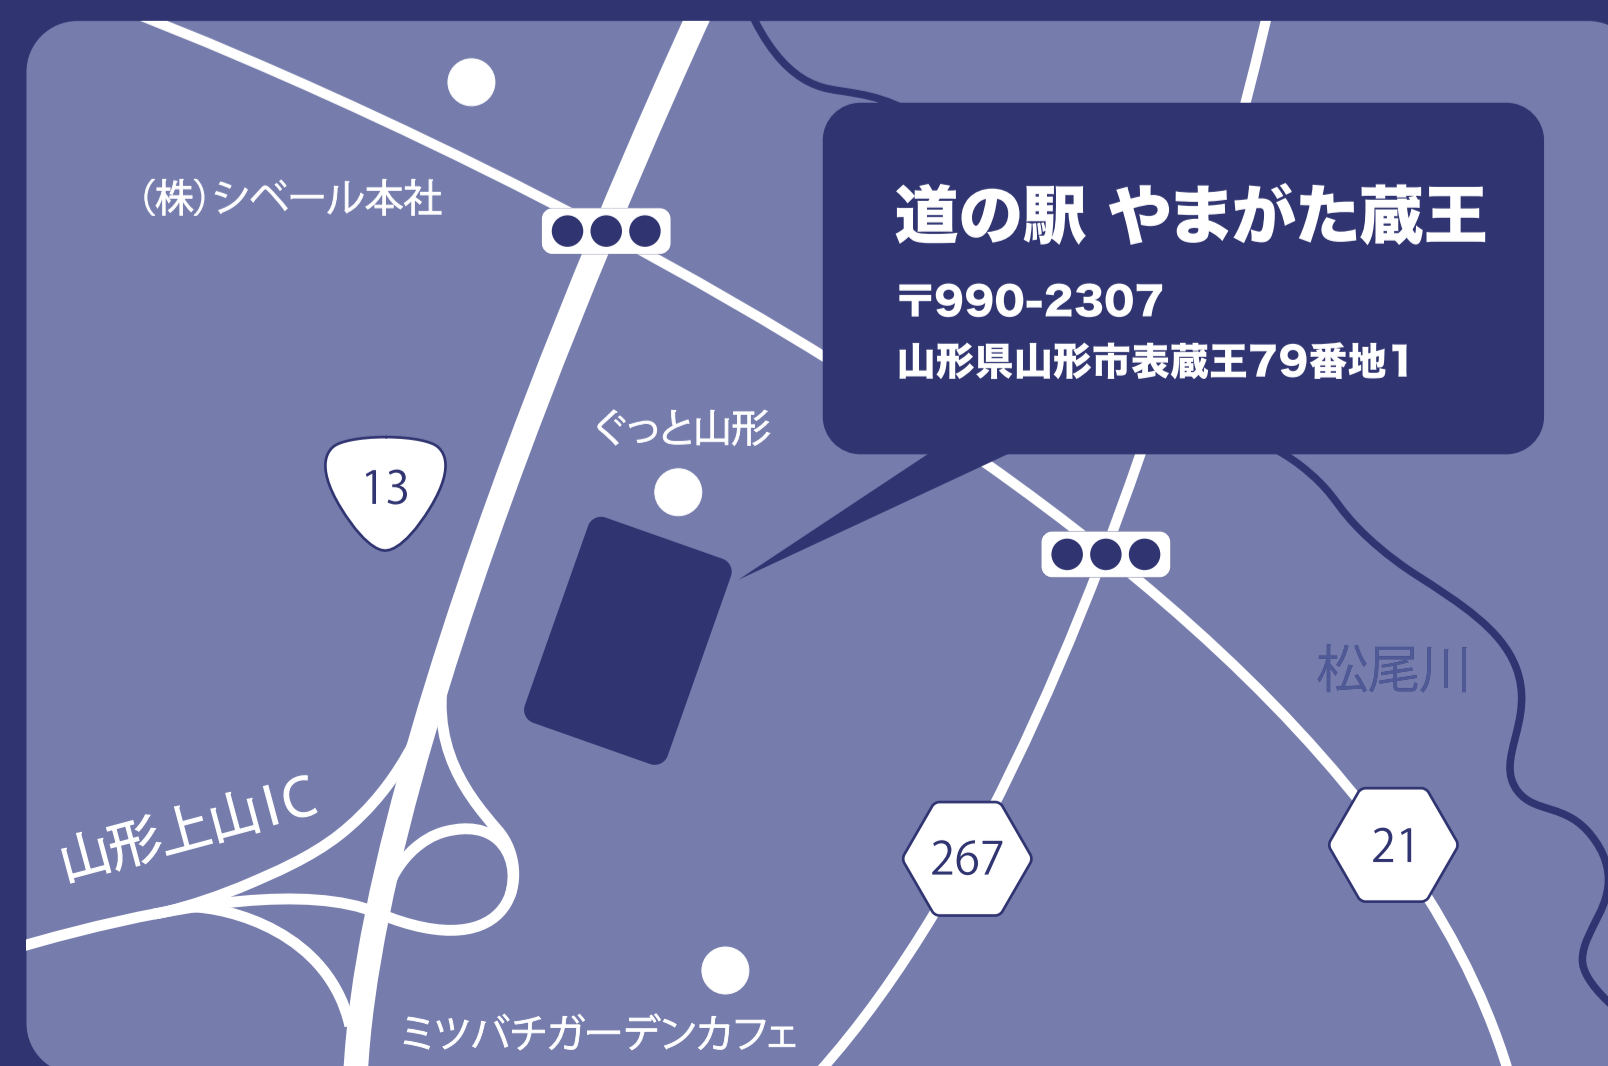 (株)シベール本社
道の駅 やまがた蔵王
〒990-2307
山形県山形市表蔵王79番地1
ぐっと山形
13
松尾川
山形上山IC
267
21
ミツバチガーデンカフェ